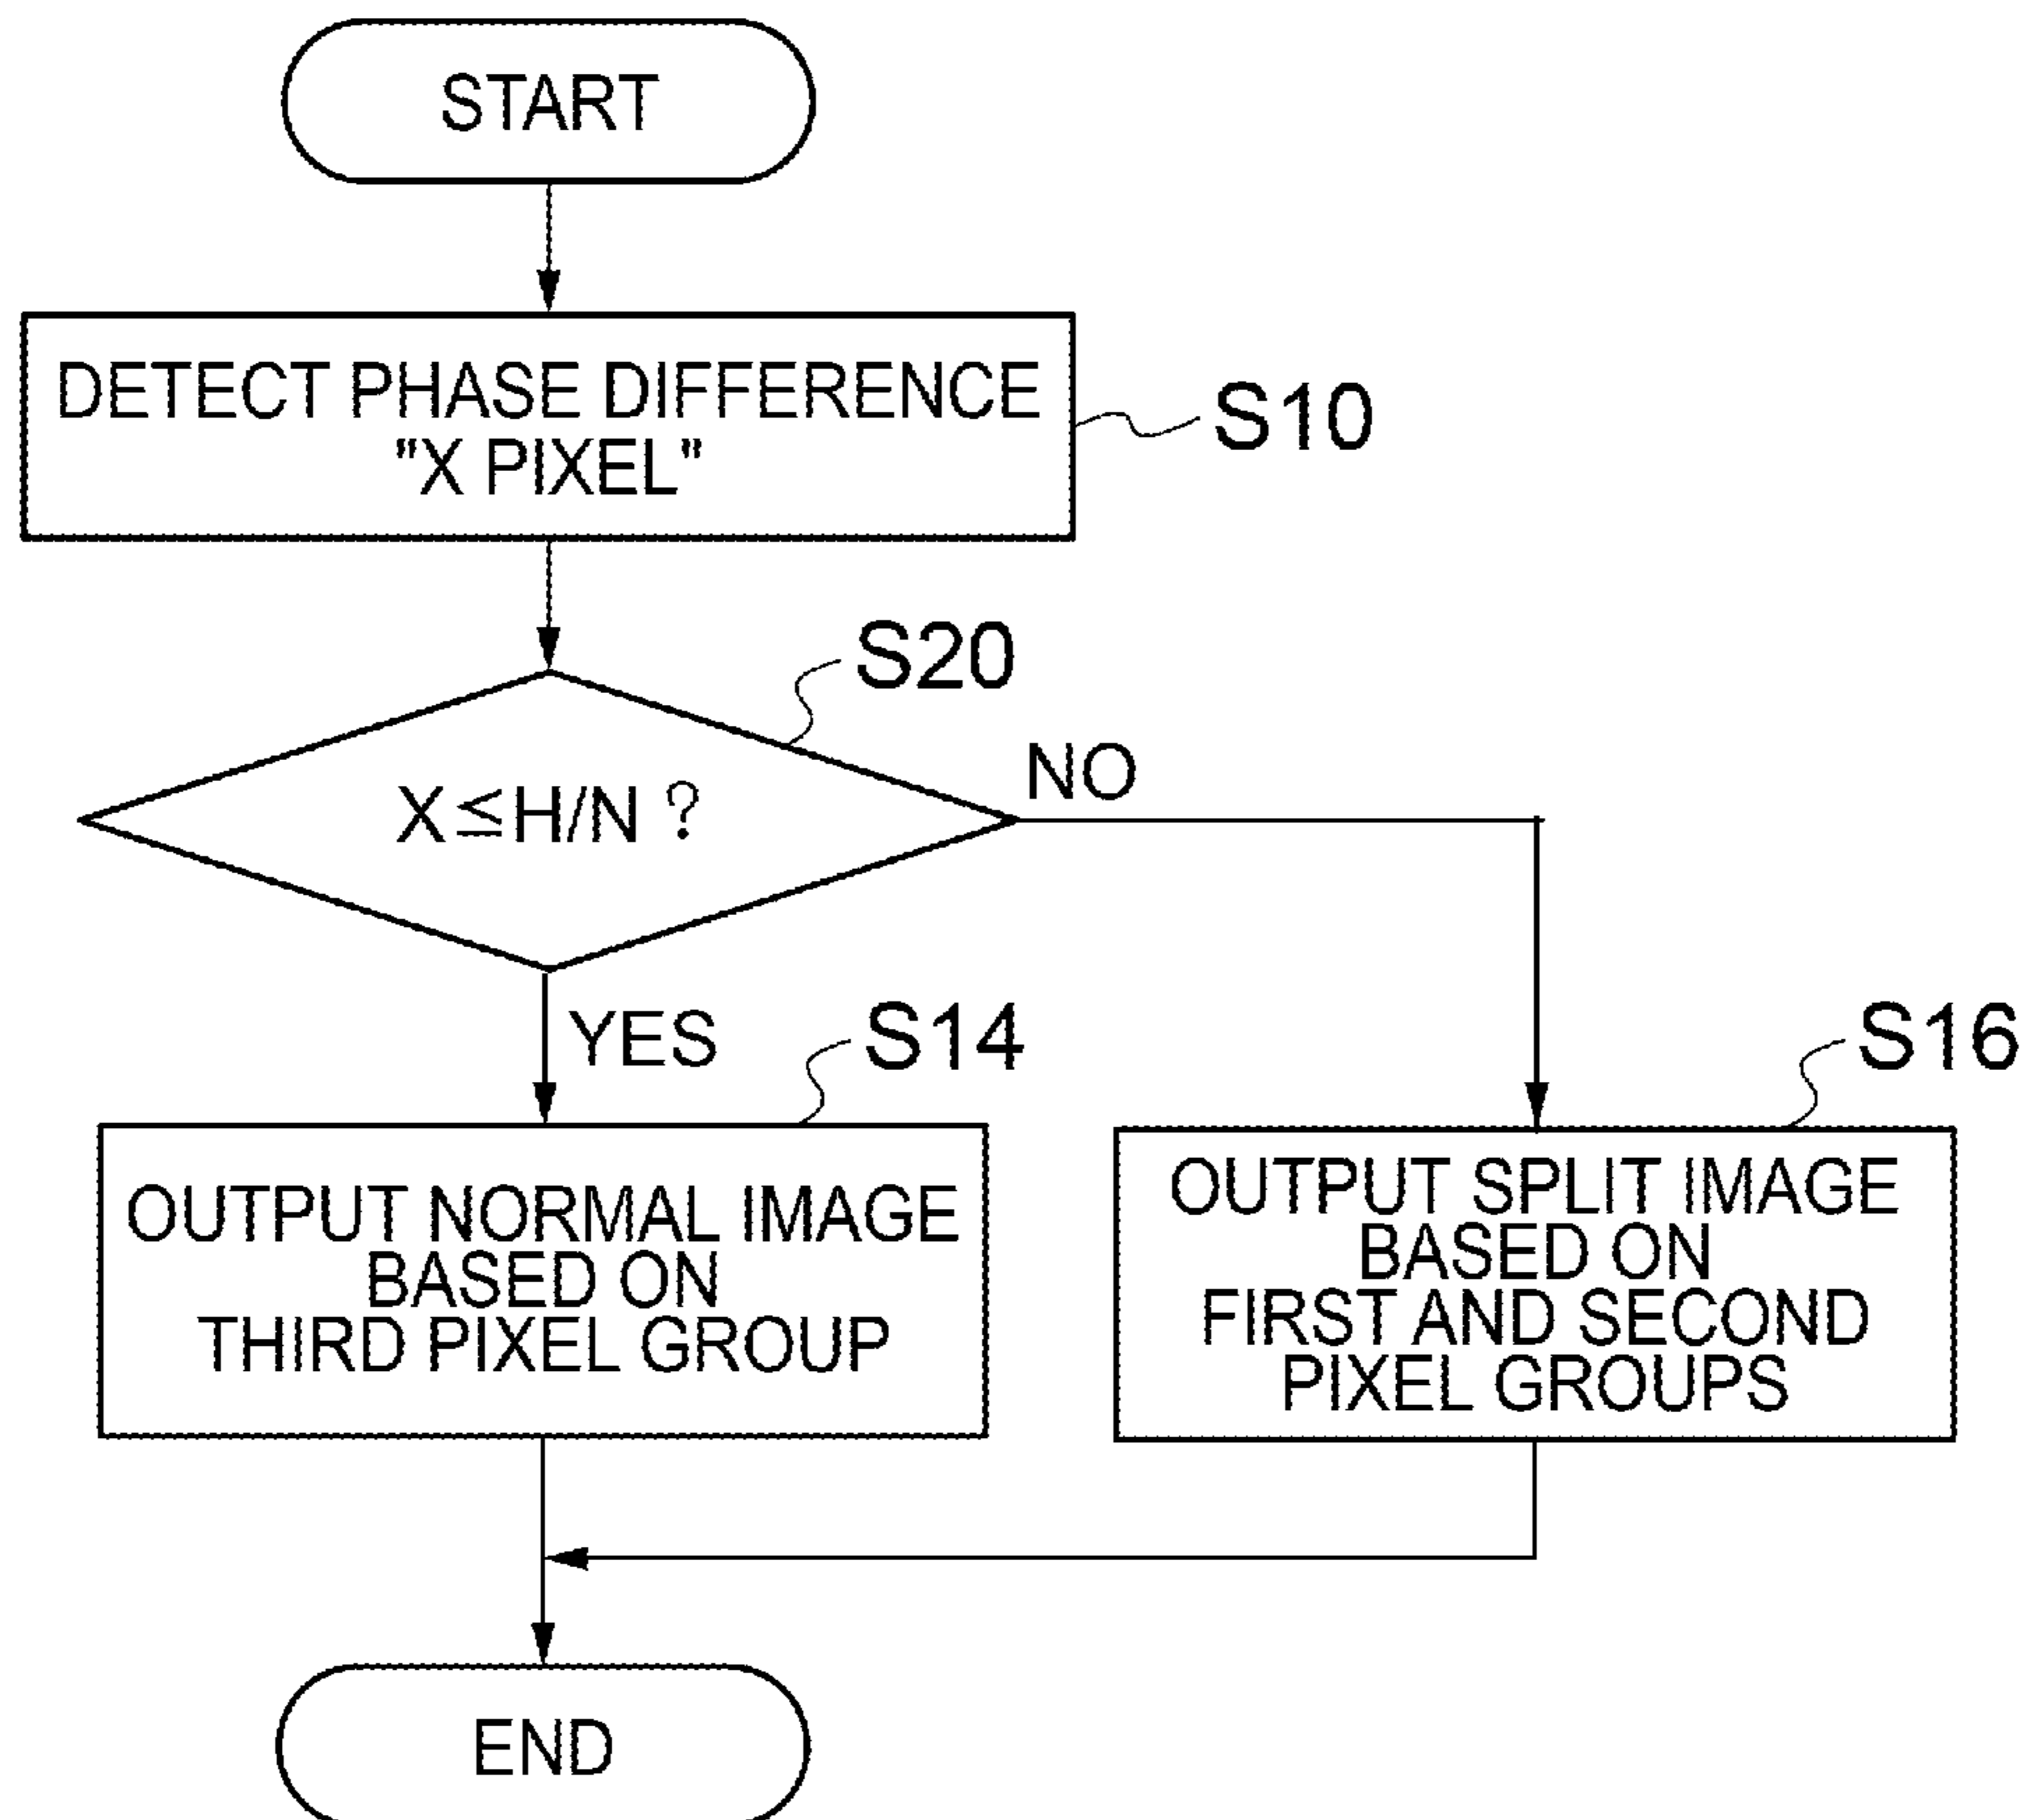 START
DETECT PHASE DIFFERENCE
"X PIXEL"
S10
S20
X≦H/N?
NO
YES
S14
S16
OUTPUT NORMAL IMAGE
BASED ON
THIRD PIXEL GROUP
OUTPUT SPLIT IMAGE
BASED ON
FIRST AND SECOND
PIXEL GROUPS
END